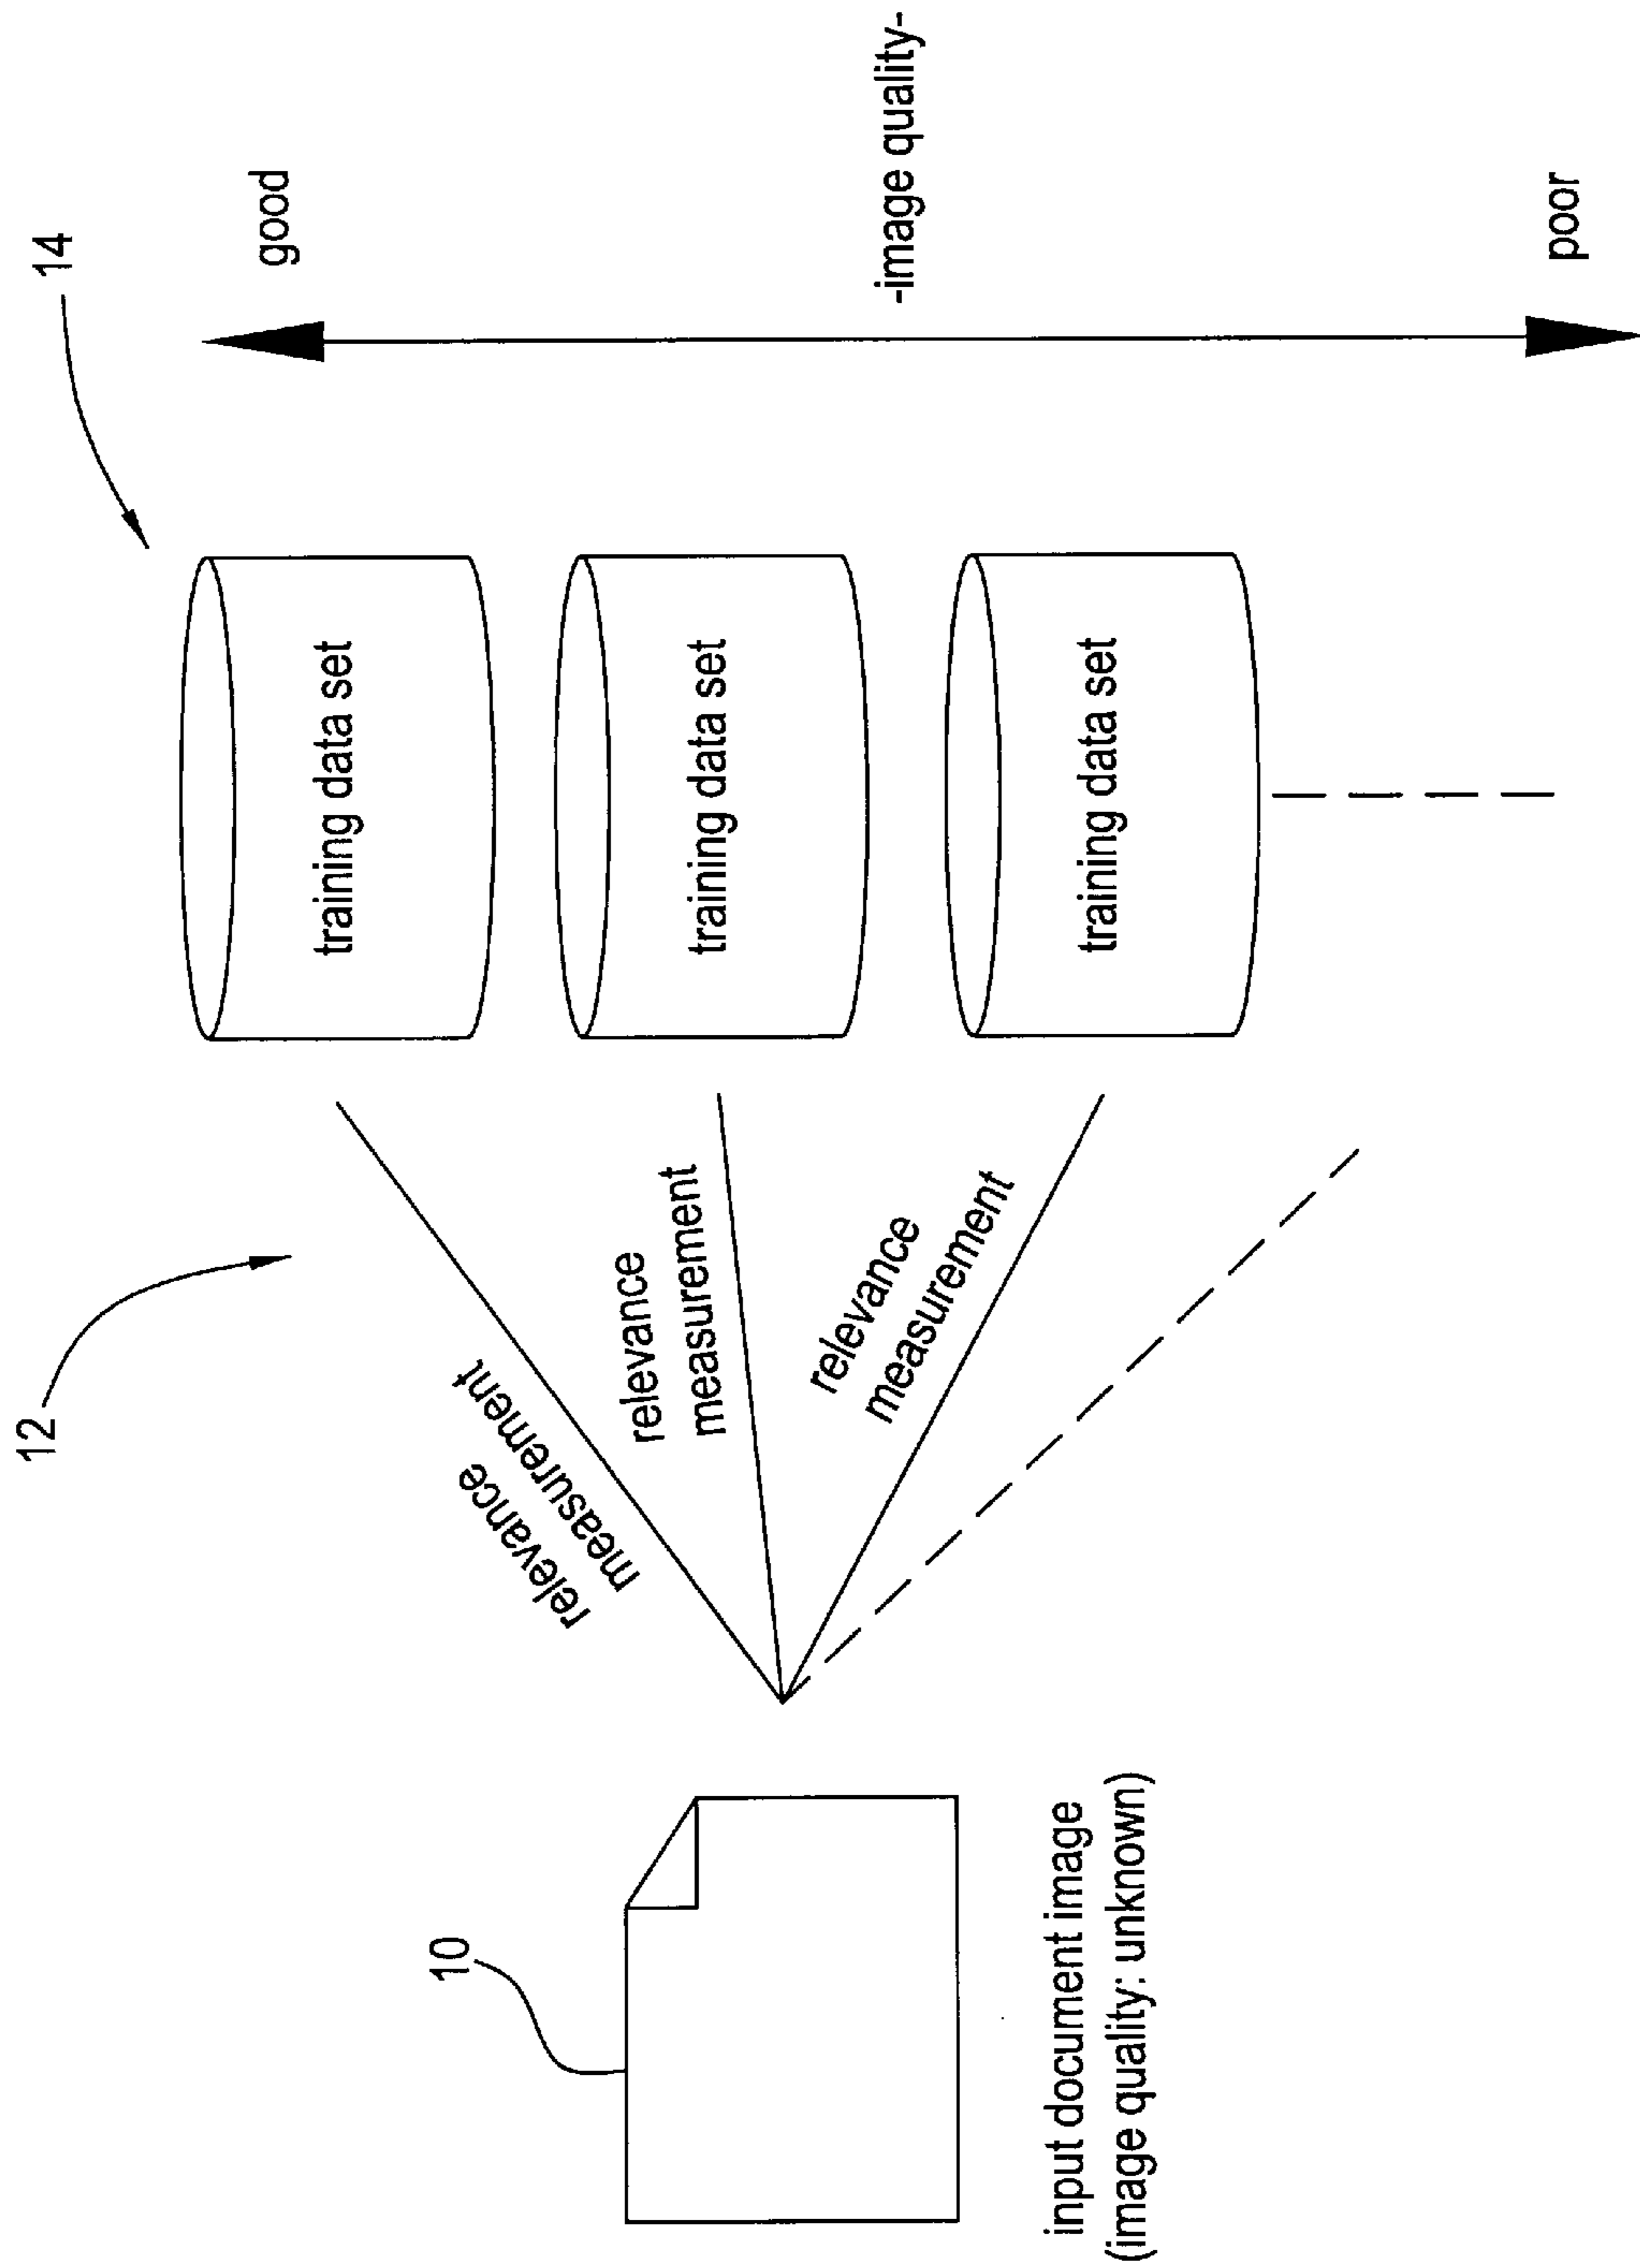 10
input document image
(image quality: unknown)
12
relevance
measurement
relevance
measurement
relevance
measurement
14
training data set
training data set
training data set
good
-image quality-
poor